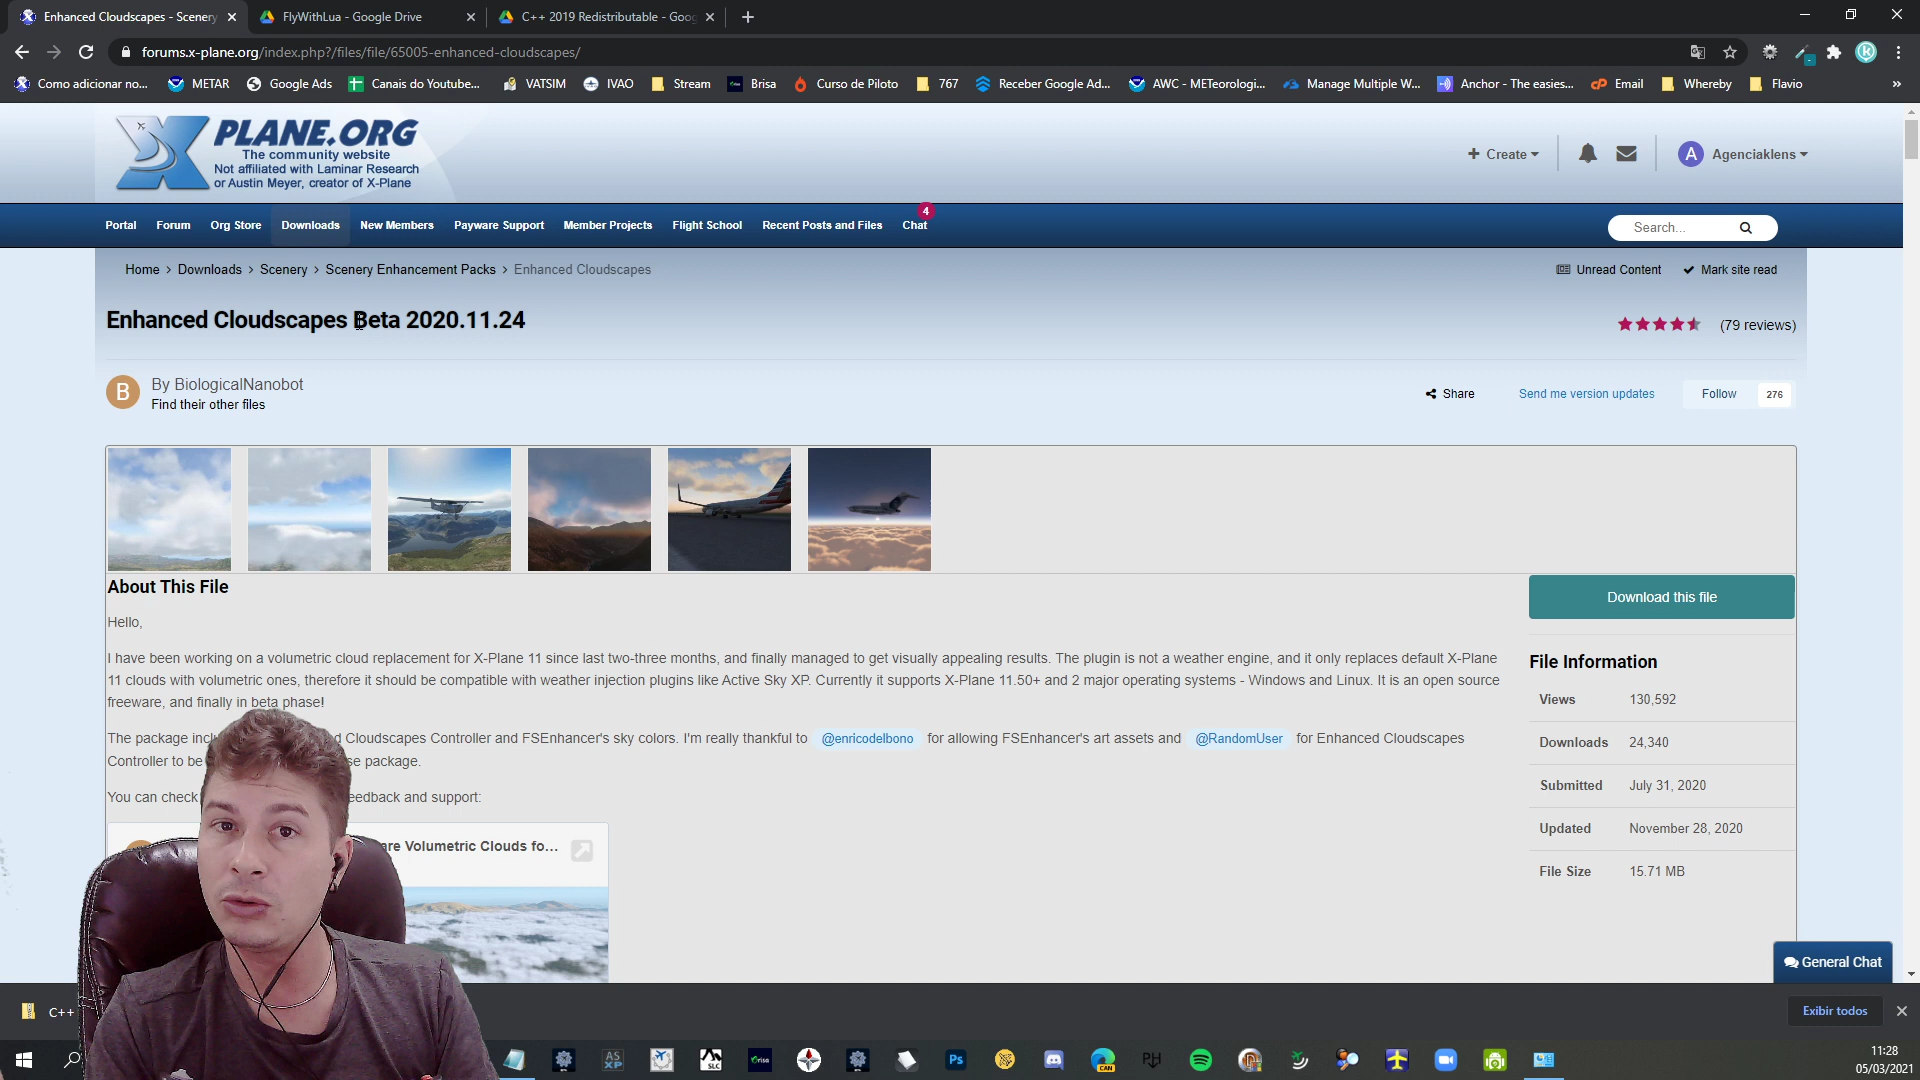 Enhanced Cloudscapes - Scenery
FlyWithLua - Google Drive
C++ 2019 Redistributable - Goog
forums.x-plane.org/index.php?/files/file/65005-enhanced-cloudscapes/
Como adicionar no...
METAR
Google Ads
Canais do Youtube...
VATSIM
IVAO
Stream
Brisa
Curso de Piloto
767
Receber Google Ad...
AWC - METeorologi...
Manage Multiple W...
Anchor - The easies...
Email
Whereby
Flavio
»
X PLANE.ORG
The community website
Not affiliated with Laminar Research
or Austin Meyer, creator of X-Plane
+ Create
A Agenciaklens
Portal Forum Org Store Downloads New Members Payware Support Member Projects Flight School Recent Posts and Files Chat 4
Search...
Home > Downloads > Scenery > Scenery Enhancement Packs > Enhanced Cloudscapes
Unread Content Mark site read
Enhanced Cloudscapes Beta 2020.11.24
(79 reviews)
B
By BiologicalNanobot
Find their other files
Share Send me version updates Follow 276
About This File
Hello,
I have been working on a volumetric cloud replacement for X-Plane 11 since last two-three months, and finally managed to get visually appealing results. The plugin is not a weather engine, and it only replaces default X-Plane
11 clouds with volumetric ones, therefore it should be compatible with weather injection plugins like Active Sky XP. Currently it supports X-Plane 11.50+ and 2 major operating systems - Windows and Linux. It is an open source
freeware, and finally in beta phase!
The package incl d Cloudscapes Controller and FSEnhancer's sky colors. I'm really thankful to @enricodelbono for allowing FSEnhancer's art assets and @RandomUser for Enhanced Cloudscapes
Controller to be se package.
You can check eedback and support:
are Volumetric Clouds fo...
Download this file
File Information
Views 130,592
Downloads 24,340
Submitted July 31, 2020
Updated November 28, 2020
File Size 15.71 MB
General Chat
C++
Exibir todos
AS
XP
SLC
Brisa
Ps
CAN
11:28
05/03/2021